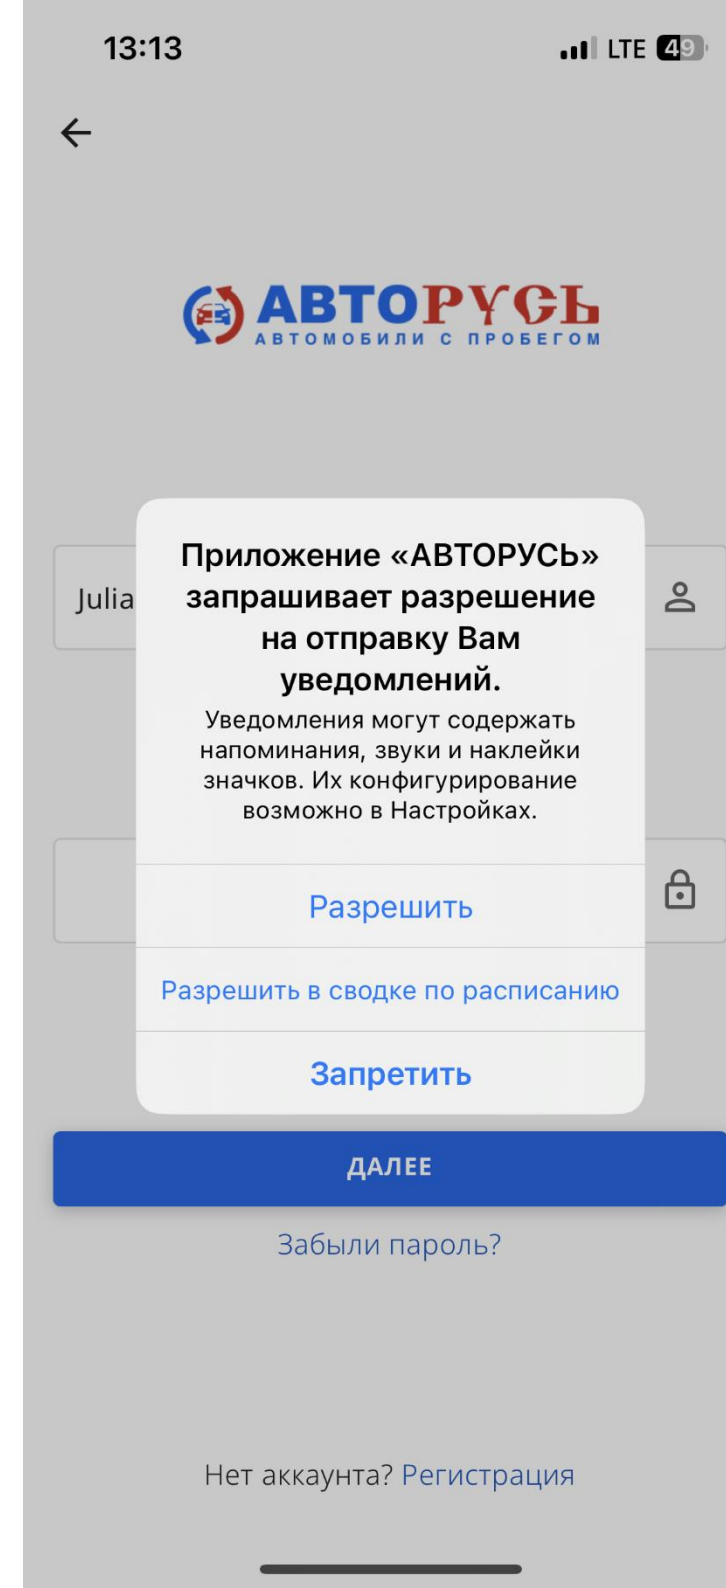 13:13
LTE 49
АВТОРУСЬ
АВТОМОБИЛИ С ПРОБЕГОМ
Приложение «АВТОРУСЬ»
запрашивает разрешение
на отправку Вам
уведомлений.
Уведомления могут содержать
напоминания, звуки и наклейки
значков. Их конфигурирование
возможно в Настройках.
Julia
Разрешить
Разрешить в сводке по расписанию
Запретить
ДАЛЕЕ
Забыли пароль?
Нет аккаунта? Регистрация